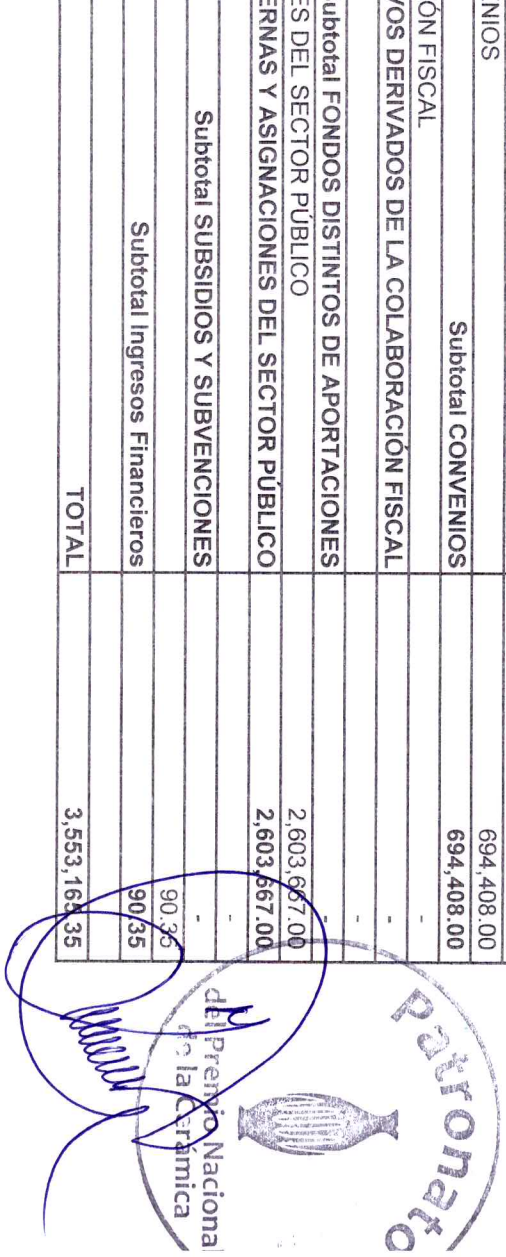 ENIOS 694,408.00
Subtotal CONVENIOS 694,408.00
ÓN FISCAL -
VOS DERIVADOS DE LA COLABORACIÓN FISCAL -
-
Subtotal FONDOS DISTINTOS DE APORTACIONES -
ES DEL SECTOR PÚBLICO 2,603,667.00
ERNAS Y ASIGNACIONES DEL SECTOR PÚBLICO 2,603,667.00
-
Subtotal SUBSIDIOS Y SUBVENCIONES -
90.35
Subtotal Ingresos Financieros 90.35
TOTAL 3,553,165.35
Patronato
del Premio Nacional
de la Cerámica